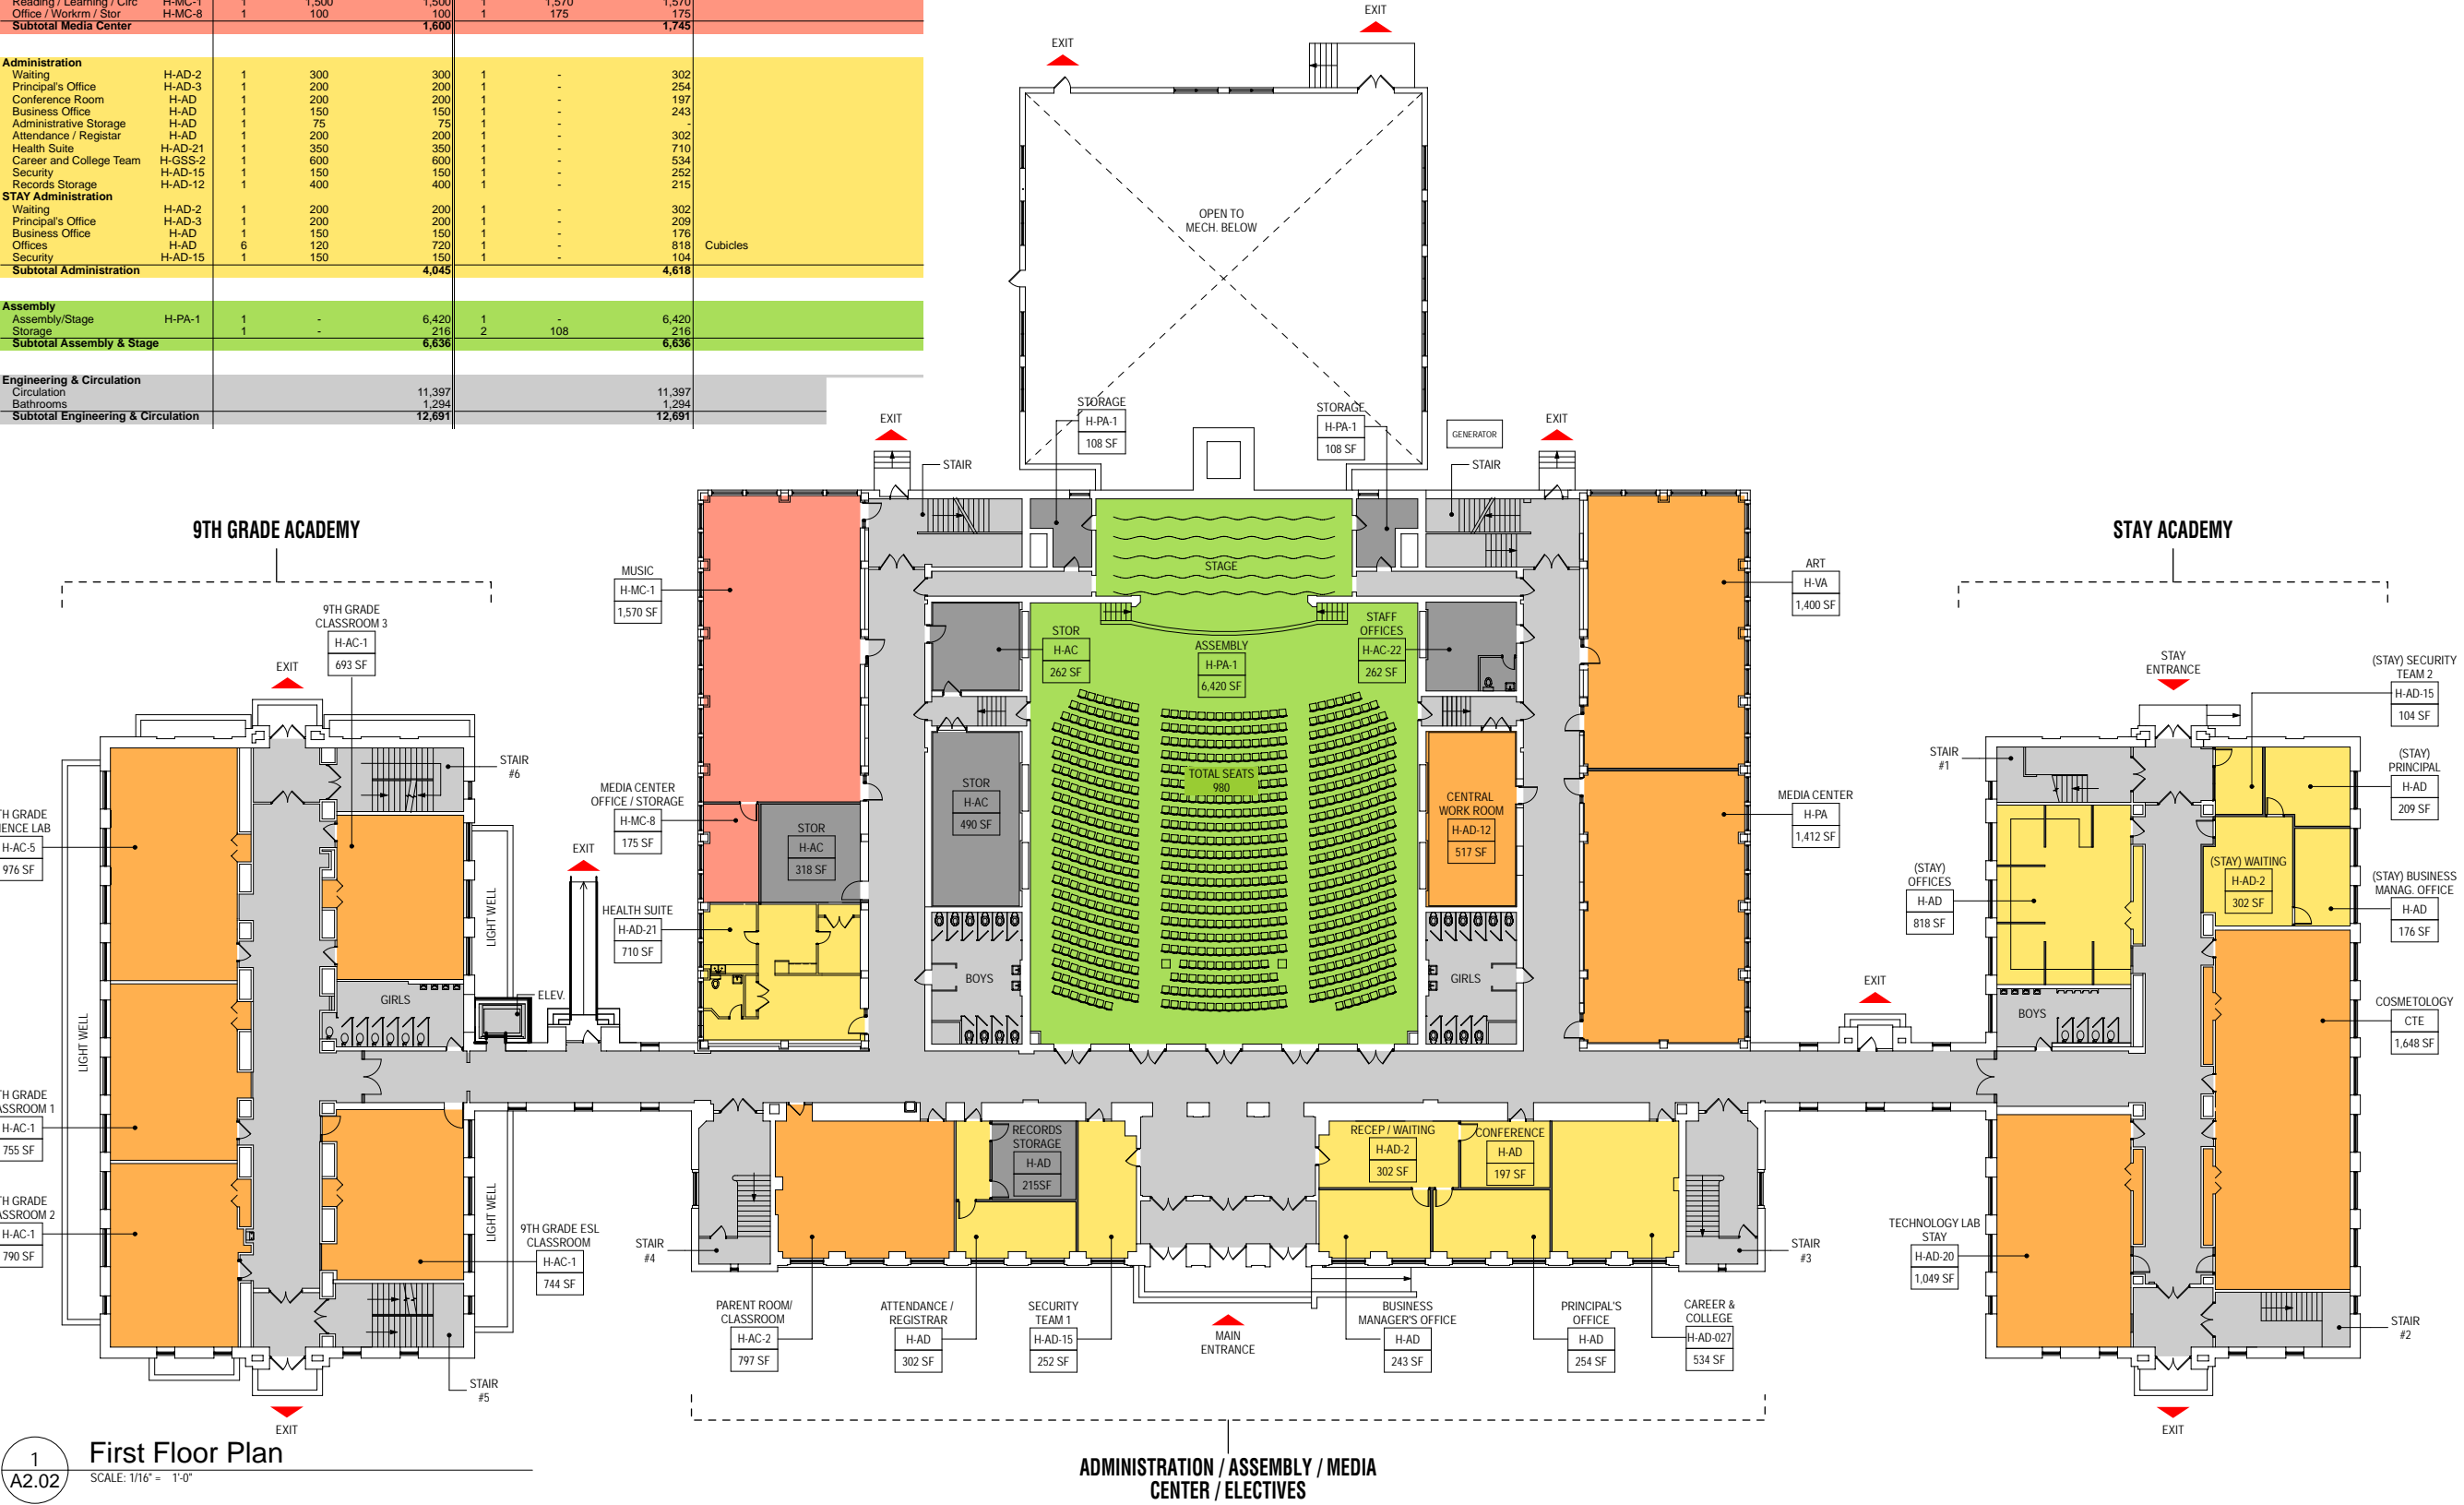 Reading / Learning / Circ H-MC-1 1 1,500 1,500 1 1,570 1,570
Office / Workrm / Stor H-MC-8 1 100 100 1 175 175
Subtotal Media Center 1,600 1,745
Administration
Waiting H-AD-2 1 300 300 1 - 302
Principal's Office H-AD-3 1 200 200 1 - 254
Conference Room H-AD 1 200 200 1 - 197
Business Office H-AD 1 150 150 1 - 243
Administrative Storage H-AD 1 75 75 1 - -
Attendance / Registar H-AD 1 200 200 1 - 302
Health Suite H-AD-21 1 350 350 1 - 710
Career and College Team H-GSS-2 1 600 600 1 - 534
Security H-AD-15 1 150 150 1 - 252
Records Storage H-AD-12 1 400 400 1 - 215
STAY Administration
Waiting H-AD-2 1 200 200 1 - 302
Principal's Office H-AD-3 1 200 200 1 - 209
Business Office H-AD 1 150 150 1 - 176
Offices H-AD 6 120 720 1 - 818 Cubicles
Security H-AD-15 1 150 150 1 - 104
Subtotal Administration 4,045 4,618
Assembly
Assembly/Stage H-PA-1 1 - 6,420 1 - 6,420
Storage 1 - 216 2 108 216
Subtotal Assembly & Stage 6,636 6,636
Engineering & Circulation
Circulation 11,397 11,397
Bathrooms 1,294 1,294
Subtotal Engineering & Circulation 12,691 12,691
EXIT
EXIT
OPEN TO
MECH. BELOW
STORAGE
H-PA-1
108 SF
STORAGE
H-PA-1
108 SF
GENERATOR
EXIT
EXIT
STAIR
STAIR
9TH GRADE ACADEMY
STAY ACADEMY
MUSIC
H-MC-1
1,570 SF
STAGE
ART
H-VA
1,400 SF
9TH GRADE
CLASSROOM 3
H-AC-1
693 SF
EXIT
STOR
H-AC
262 SF
ASSEMBLY
H-PA-1
6,420 SF
STAFF
OFFICES
H-AC-22
262 SF
STAY
ENTRANCE
(STAY) SECURITY
TEAM 2
H-AD-15
104 SF
STAIR
#6
STAIR
#1
(STAY)
PRINCIPAL
H-AD
209 SF
MEDIA CENTER
OFFICE / STORAGE
H-MC-8
175 SF
STOR
H-AC
318 SF
STOR
H-AC
490 SF
TOTAL SEATS
980
CENTRAL
WORK ROOM
H-AD-12
517 SF
MEDIA CENTER
H-PA
1,412 SF
TH GRADE
IENCE LAB
H-AC-5
976 SF
EXIT
LIGHT WELL
HEALTH SUITE
H-AD-21
710 SF
(STAY)
OFFICES
H-AD
818 SF
(STAY) WAITING
H-AD-2
302 SF
(STAY) BUSINESS
MANAG. OFFICE
H-AD
176 SF
GIRLS
ELEV.
BOYS
GIRLS
EXIT
BOYS
COSMETOLOGY
CTE
1,648 SF
LIGHT WELL
TH GRADE
ASSROOM 1
H-AC-1
755 SF
RECORDS
STORAGE
H-AD
215SF
RECEP / WAITING
H-AD-2
302 SF
CONFERENCE
H-AD
197 SF
TH GRADE
ASSROOM 2
H-AC-1
790 SF
LIGHT WELL
9TH GRADE ESL
CLASSROOM
H-AC-1
744 SF
STAIR
#4
STAIR
#3
TECHNOLOGY LAB
STAY
H-AD-20
1,049 SF
PARENT ROOM/
CLASSROOM
H-AC-2
797 SF
ATTENDANCE /
REGISTRAR
H-AD
302 SF
SECURITY
TEAM 1
H-AD-15
252 SF
MAIN
ENTRANCE
BUSINESS
MANAGER'S OFFICE
H-AD
243 SF
PRINCIPAL'S
OFFICE
H-AD
254 SF
CAREER &
COLLEGE
H-AD-027
534 SF
STAIR
#2
STAIR
#5
EXIT
EXIT
1
A2.02
First Floor Plan
SCALE: 1/16" = 1'-0"
ADMINISTRATION / ASSEMBLY / MEDIA
CENTER / ELECTIVES